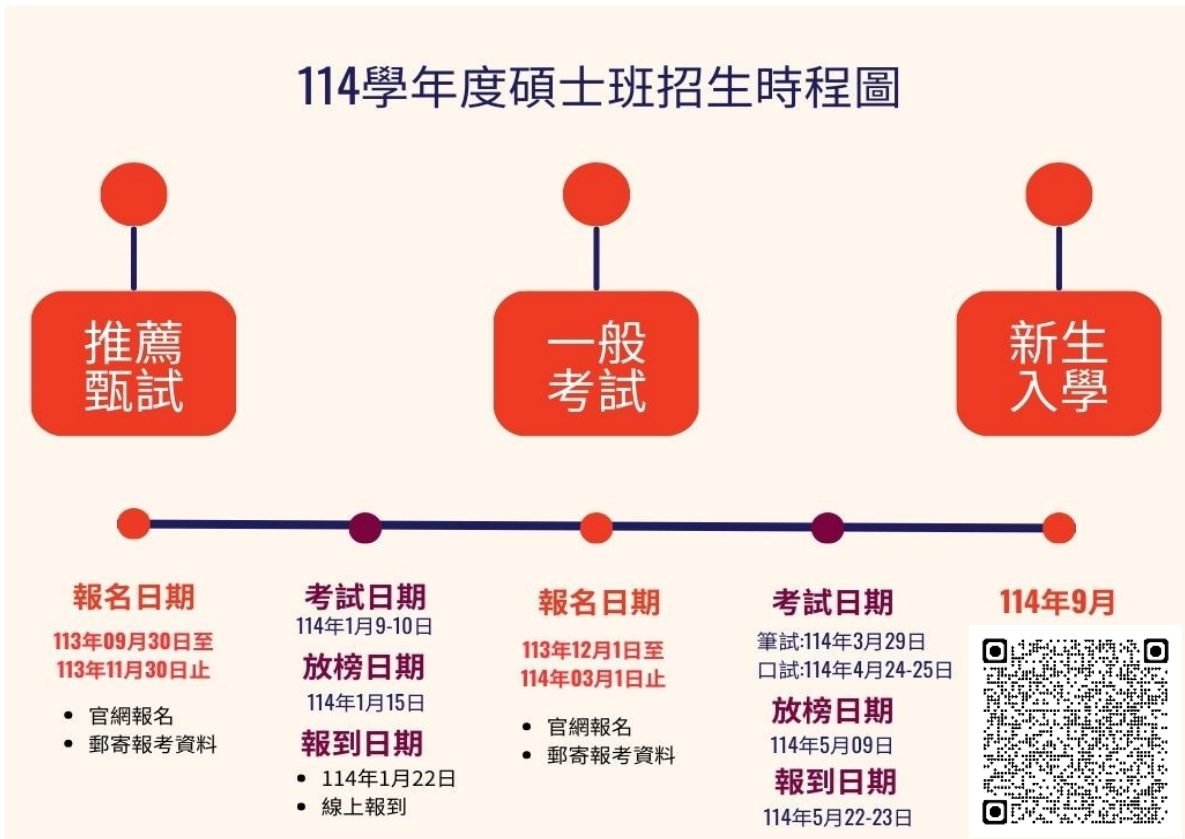 114學年度碩士班招生時程圖
推薦
甄試
一般
考試
新生
入學
報名日期
113年09月30日至
113年11月30日止
• 官網報名
• 郵寄報考資料
考試日期
114年1月9-10日
放榜日期
114年1月15日
報到日期
• 114年1月22日
• 線上報到
報名日期
113年12月1日至
114年03月1日止
• 官網報名
• 郵寄報考資料
考試日期
筆試:114年3月29日
口試:114年4月24-25日
放榜日期
114年5月09日
報到日期
114年5月22-23日
114年9月